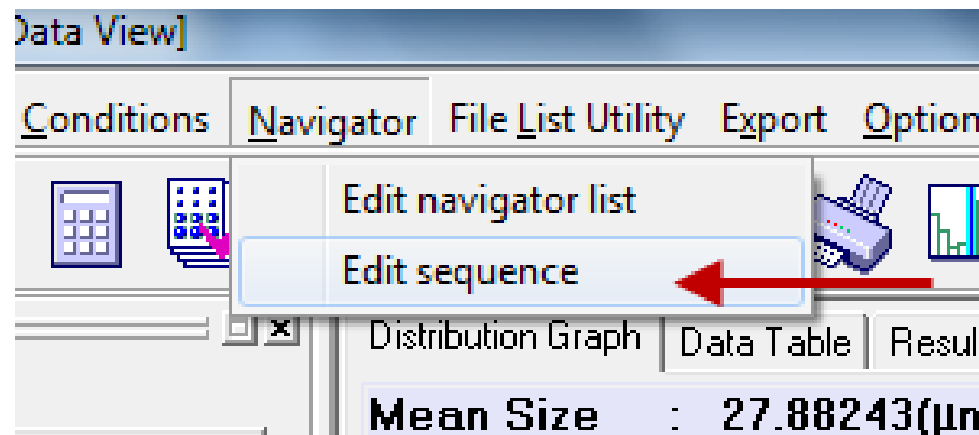 Data View]
Conditions Navigator File List Utility Export Option
Edit navigator list
Edit sequence
Distribution Graph Data Table Resul
Mean Size : 27.88243(µm